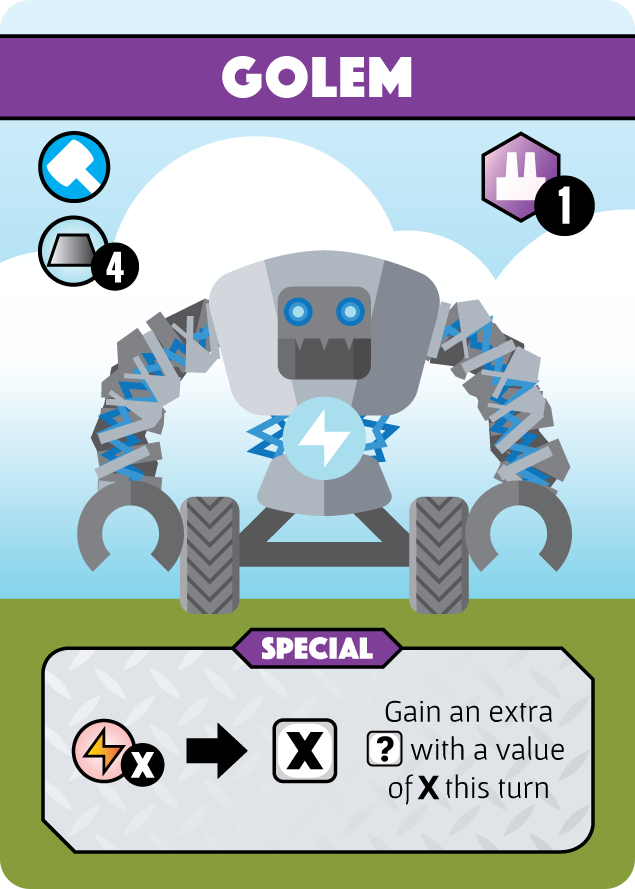 GOLEM
1
4
SPECIAL
X
X
Gain an extra
? with a value
of X this turn